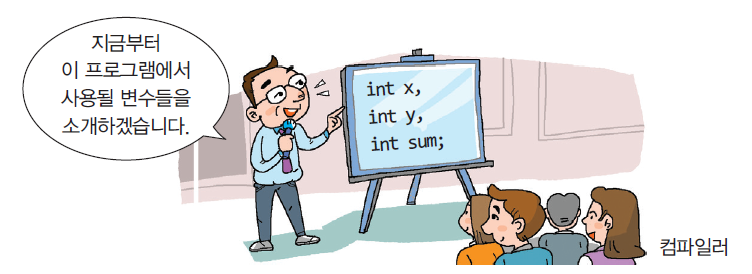 지금부터
이 프로그램에서
사용될 변수들을
소개하겠습니다.
int x,
int y,
int sum;
컴파일러